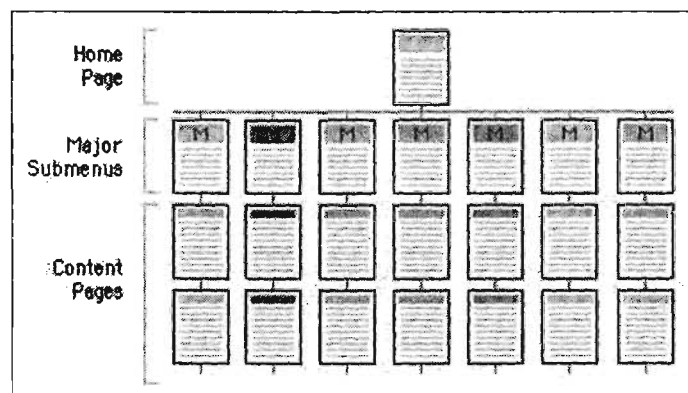 Home
Page
M M M M M M
Major
Submenus
Content
Pages